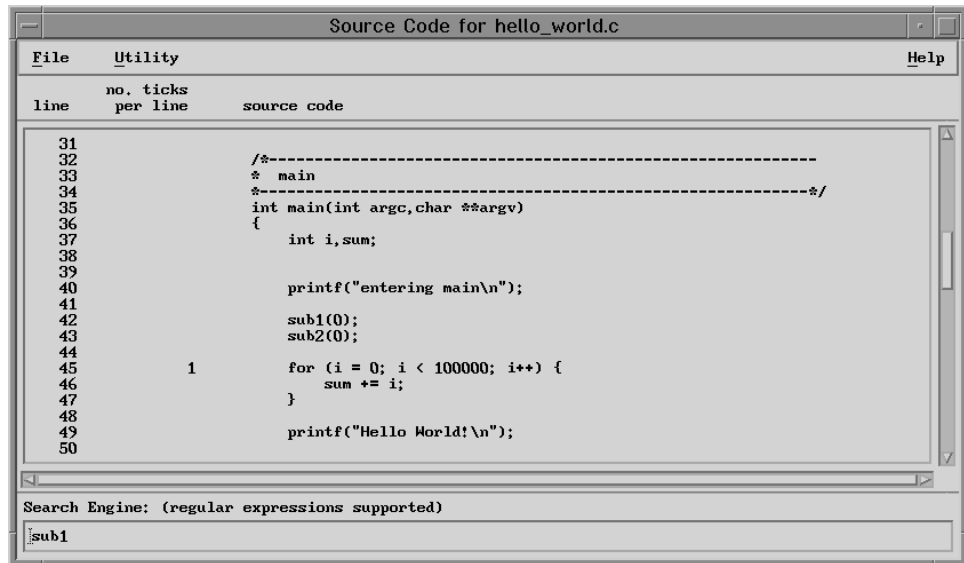 Source Code for hello_world.c
File Utility Help
no. ticks
line per line source code
31
32 /*------------------------------------------------------------
33 * main
34 *------------------------------------------------------------*/
35 int main(int argc,char **argv)
36 {
37 int i,sum;
38
39
40 printf("entering main\n");
41
42 sub1(0);
43 sub2(0);
44
45 1 for (i = 0; i < 100000; i++) {
46 sum += i;
47 }
48
49 printf("Hello World!\n");
50
Search Engine: (regular expressions supported)
sub1